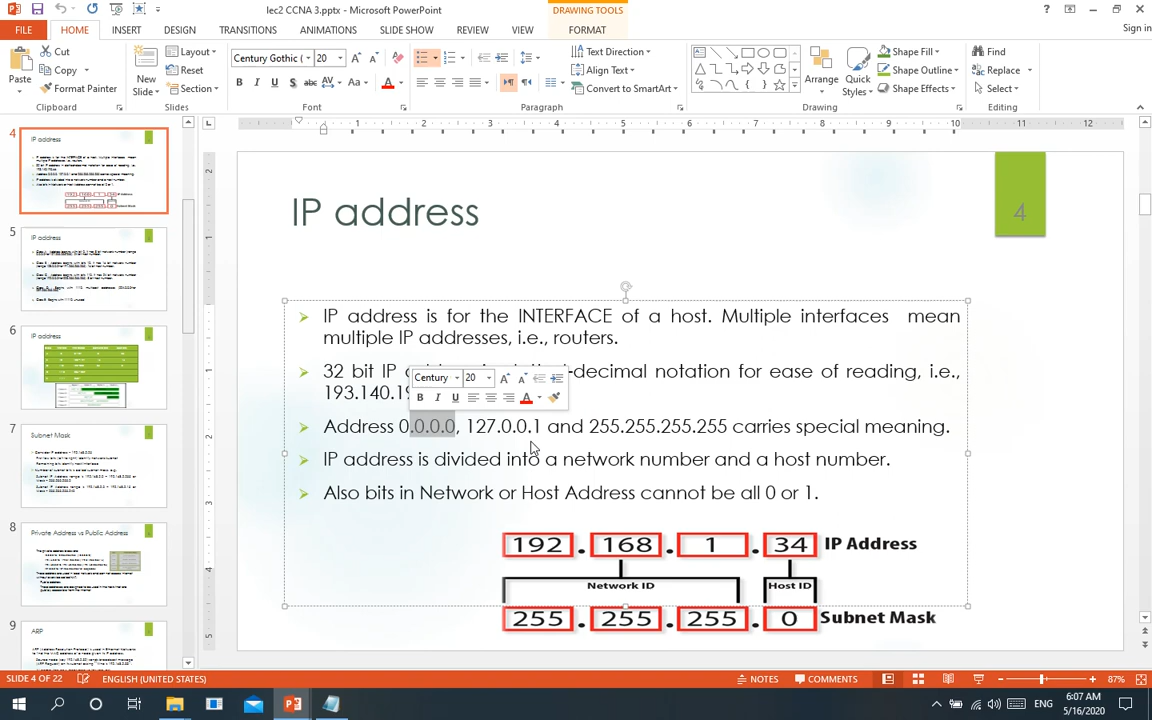 lec2 CCNA 3.pptx - Microsoft PowerPoint
DRAWING TOOLS
Sign in
FILE HOME INSERT DESIGN TRANSITIONS ANIMATIONS SLIDE SHOW REVIEW VIEW FORMAT
Paste
Cut
Copy
Format Painter
Clipboard
New Slide
Layout
Reset
Section
Slides
Century Gothic ( 20
Font
Text Direction
Align Text
Convert to SmartArt
Paragraph
Arrange
Quick Styles
Shape Fill
Shape Outline
Shape Effects
Drawing
Find
Replace
Select
Editing
4
IP address
5
IP address
6
IP address
7
Subnet Mask
8
Private Address vs Public Address
9
ARP
IP address
4
IP address is for the INTERFACE of a host. Multiple interfaces mean
multiple IP addresses, i.e., routers.
32 bit IP -decimal notation for ease of reading, i.e.,
193.140.19
Century 20
Address 0.0.0.0, 127.0.0.1 and 255.255.255.255 carries special meaning.
IP address is divided into a network number and a host number.
Also bits in Network or Host Address cannot be all 0 or 1.
192 . 168 . 1 . 34 IP Address
Network ID Host ID
255 . 255 . 255 . 0 Subnet Mask
SLIDE 4 OF 22 ENGLISH (UNITED STATES) NOTES COMMENTS 87%
ENG
6:07 AM
5/16/2020